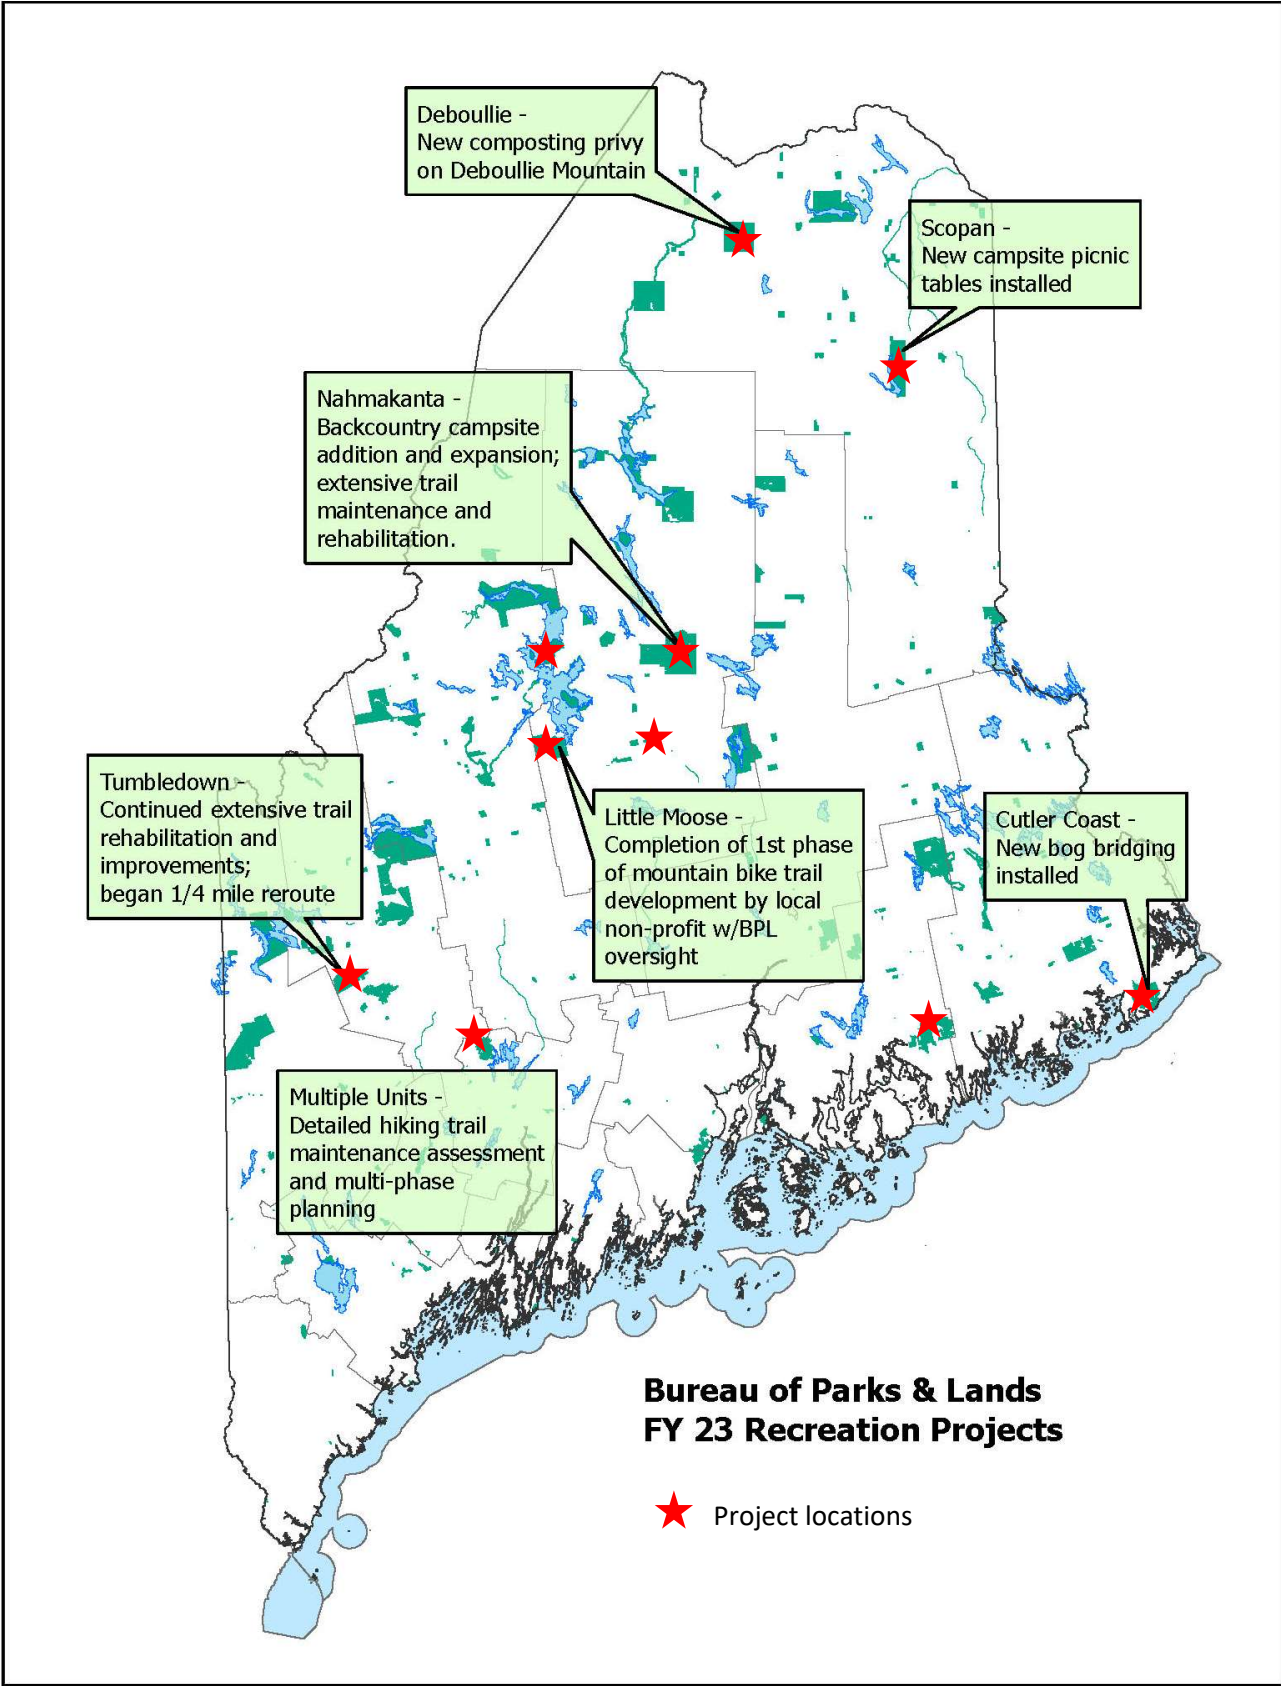 Deboullie -
New composting privy
on Deboullie Mountain
Scopan -
New campsite picnic
tables installed
Nahmakanta -
Backcountry campsite
addition and expansion;
extensive trail
maintenance and
rehabilitation.
Tumbledown -
Continued extensive trail
rehabilitation and
improvements;
began 1/4 mile reroute
Little Moose -
Completion of 1st phase
of mountain bike trail
development by local
non-profit w/BPL
oversight
Cutler Coast -
New bog bridging
installed
Multiple Units -
Detailed hiking trail
maintenance assessment
and multi-phase
planning
Bureau of Parks & Lands
FY 23 Recreation Projects
Project locations